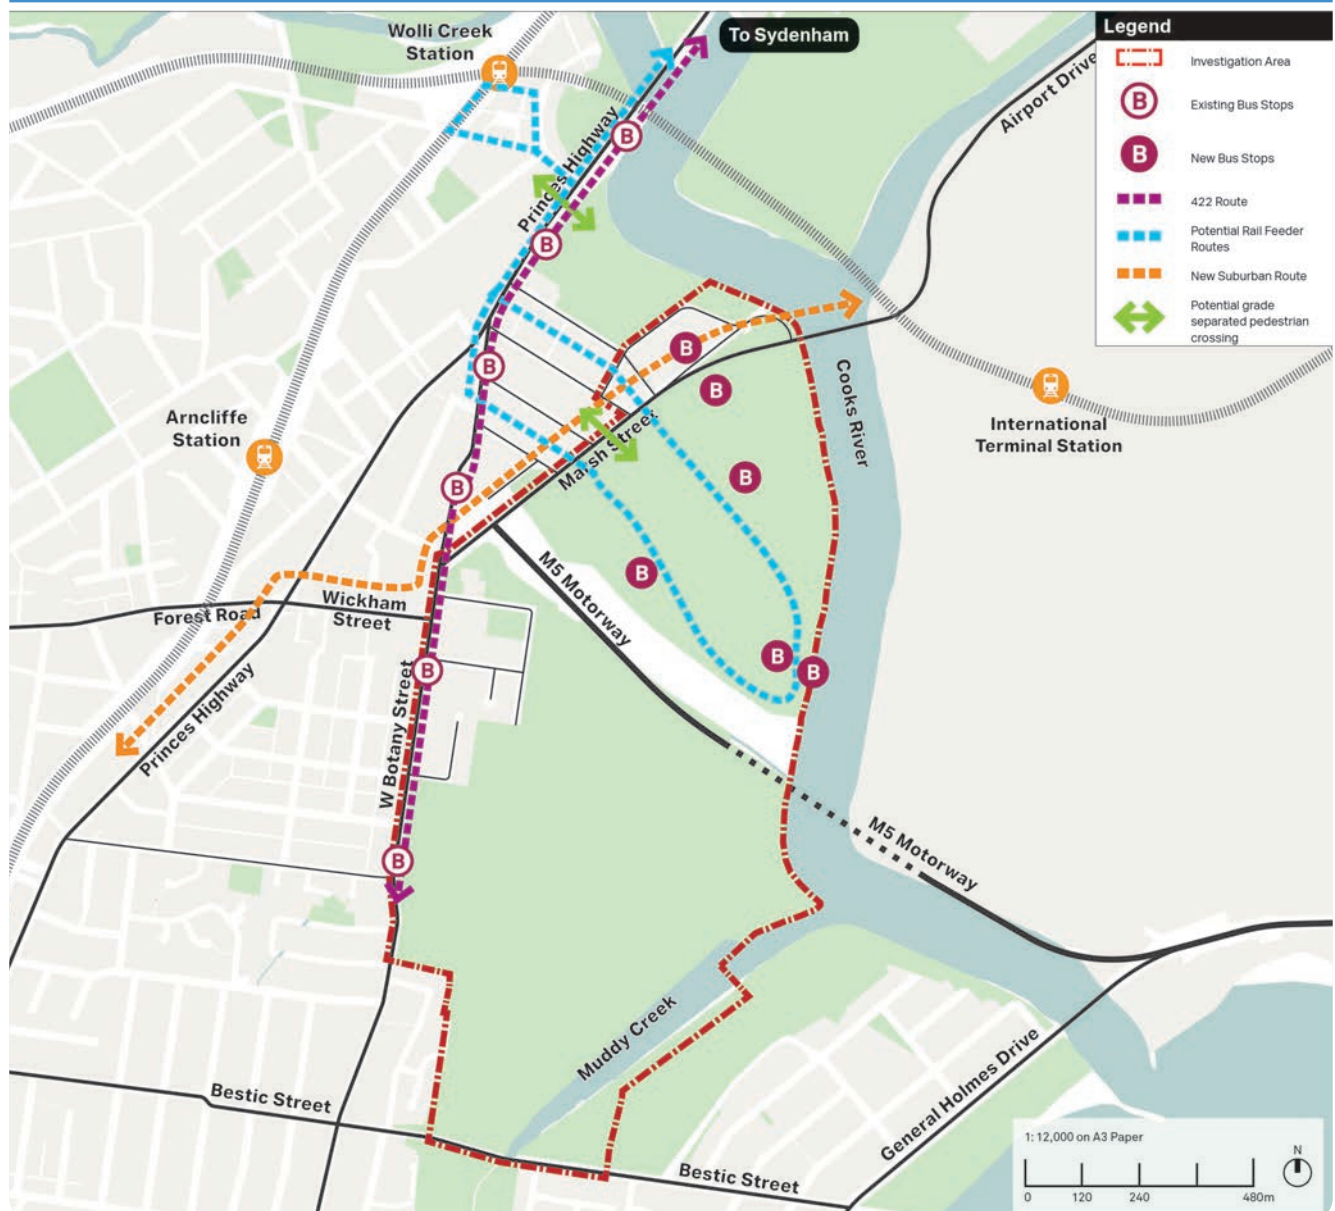 Wolli Creek
Station
To Sydenham
Legend
Investigation Area
B
Existing Bus Stops
B
New Bus Stops
422 Route
Potential Rail Feeder
Routes
New Suburban Route
Potential grade
separated pedestrian
crossing
Airport Drive
Princes Highway
B
B
B
B
B
Cooks River
International
Terminal Station
Arncliffe
Station
B
Marsh Street
B
B
M5 Motorway
Wickham
Street
Forest Road
B
B
B
Princes Highway
W Botany Street
M5 Motorway
B
Muddy Creek
General Holmes Drive
Bestic Street
Bestic Street
1: 12,000 on A3 Paper
N
0 120 240 480m